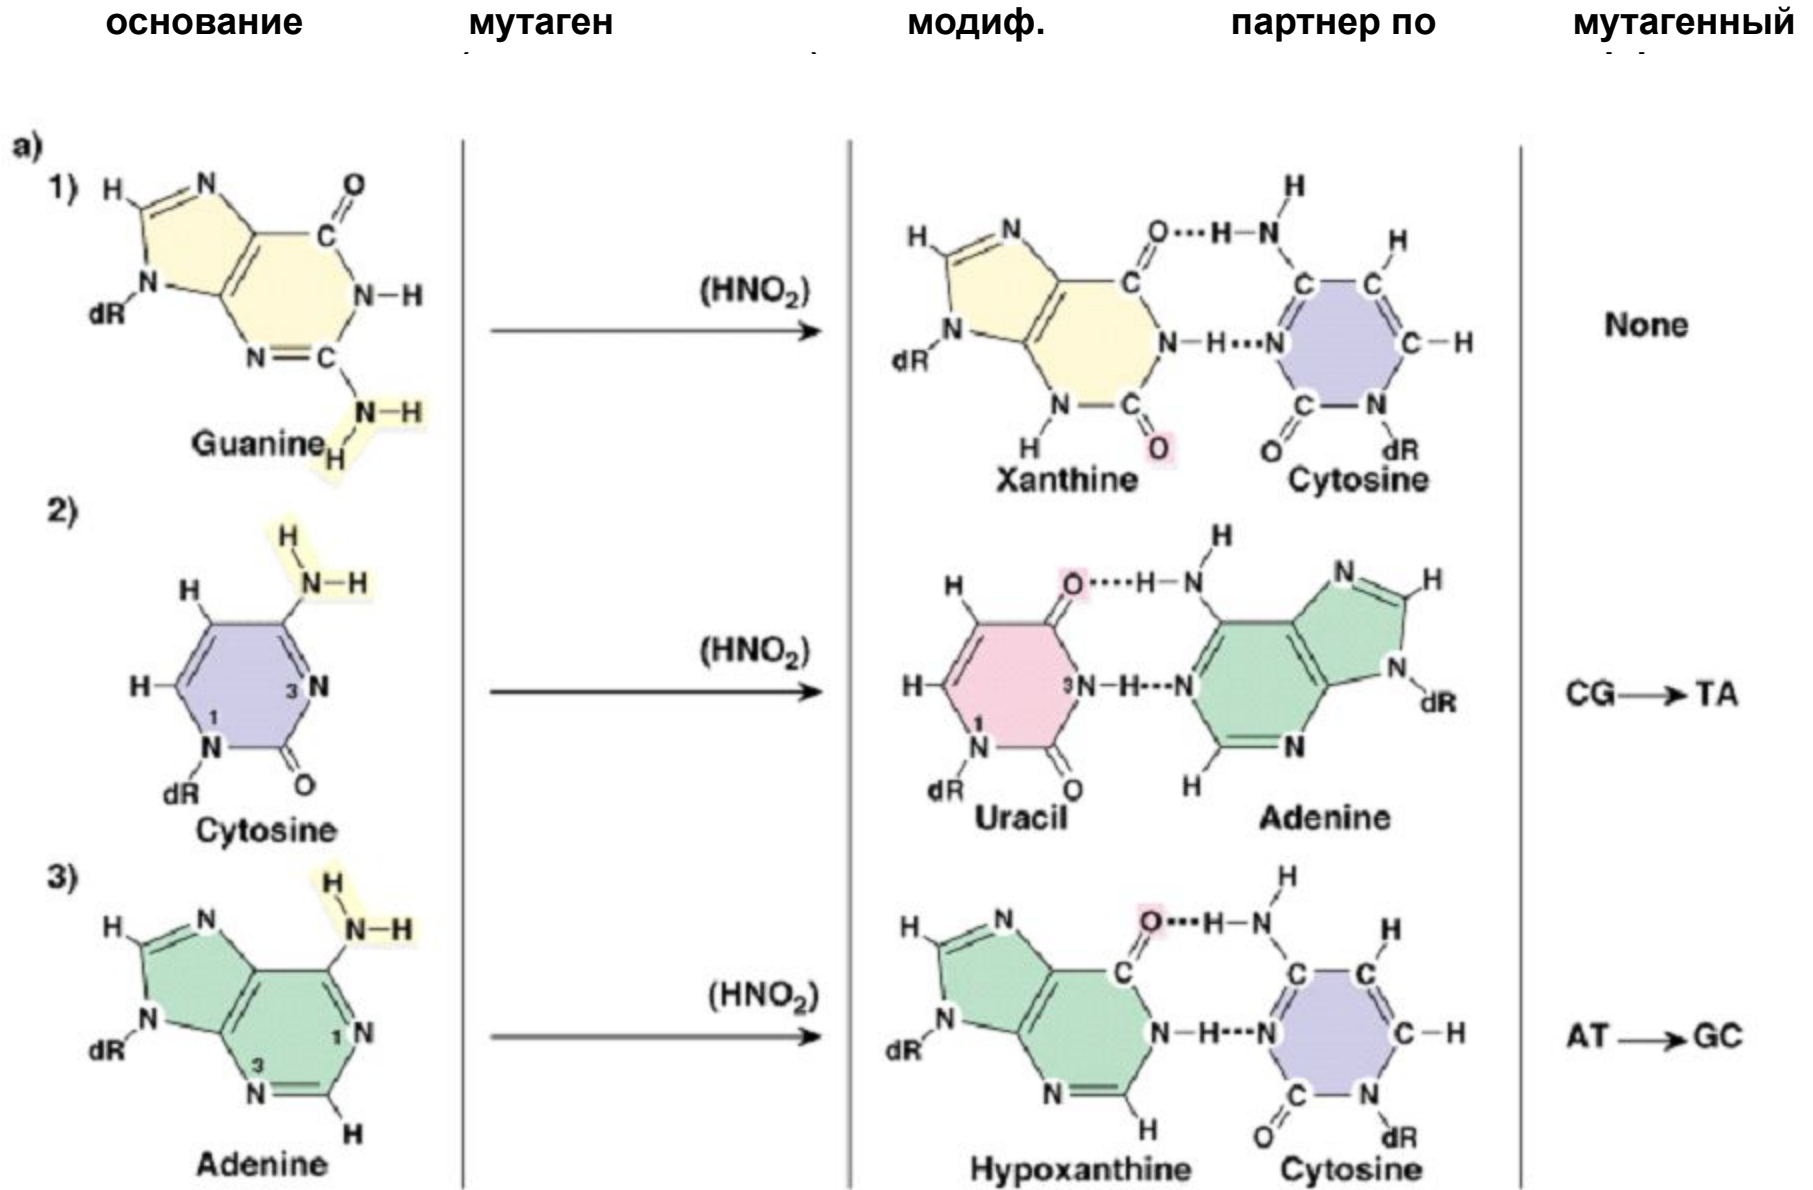 основание мутаген модиф. партнер по мутагенный
a)
1) H N O
C
N N–H
dR
N C
N–H
Guanine H
(HNO₂)
H
H N O H–N H
C C C
N N–H N C–H
dR
N C C N
H O O dR
Xanthine Cytosine
None
2)
H
H N–H
H 3 N
1
N
dR O
Cytosine
(HNO₂)
H
H O H–N N H
H 3 N–H N N
dR
1
N N
dR O H
Uracil Adenine
CG → TA
3)
H
H N N–H
N 1 N
dR 3
N
H
Adenine
(HNO₂)
H
H N O H–N H
C C C
N N–H N C–H
dR
N C N
H O dR
Hypoxanthine Cytosine
AT → GC